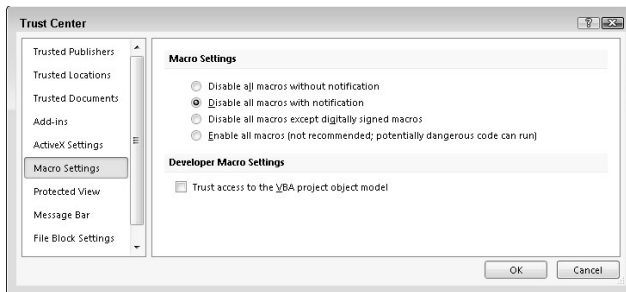 Trust Center
Trusted Publishers
Trusted Locations
Trusted Documents
Add-ins
ActiveX Settings
Macro Settings
Protected View
Message Bar
File Block Settings
Macro Settings
Disable all macros without notification
Disable all macros with notification
Disable all macros except digitally signed macros
Enable all macros (not recommended; potentially dangerous code can run)
Developer Macro Settings
Trust access to the VBA project object model
OK
Cancel